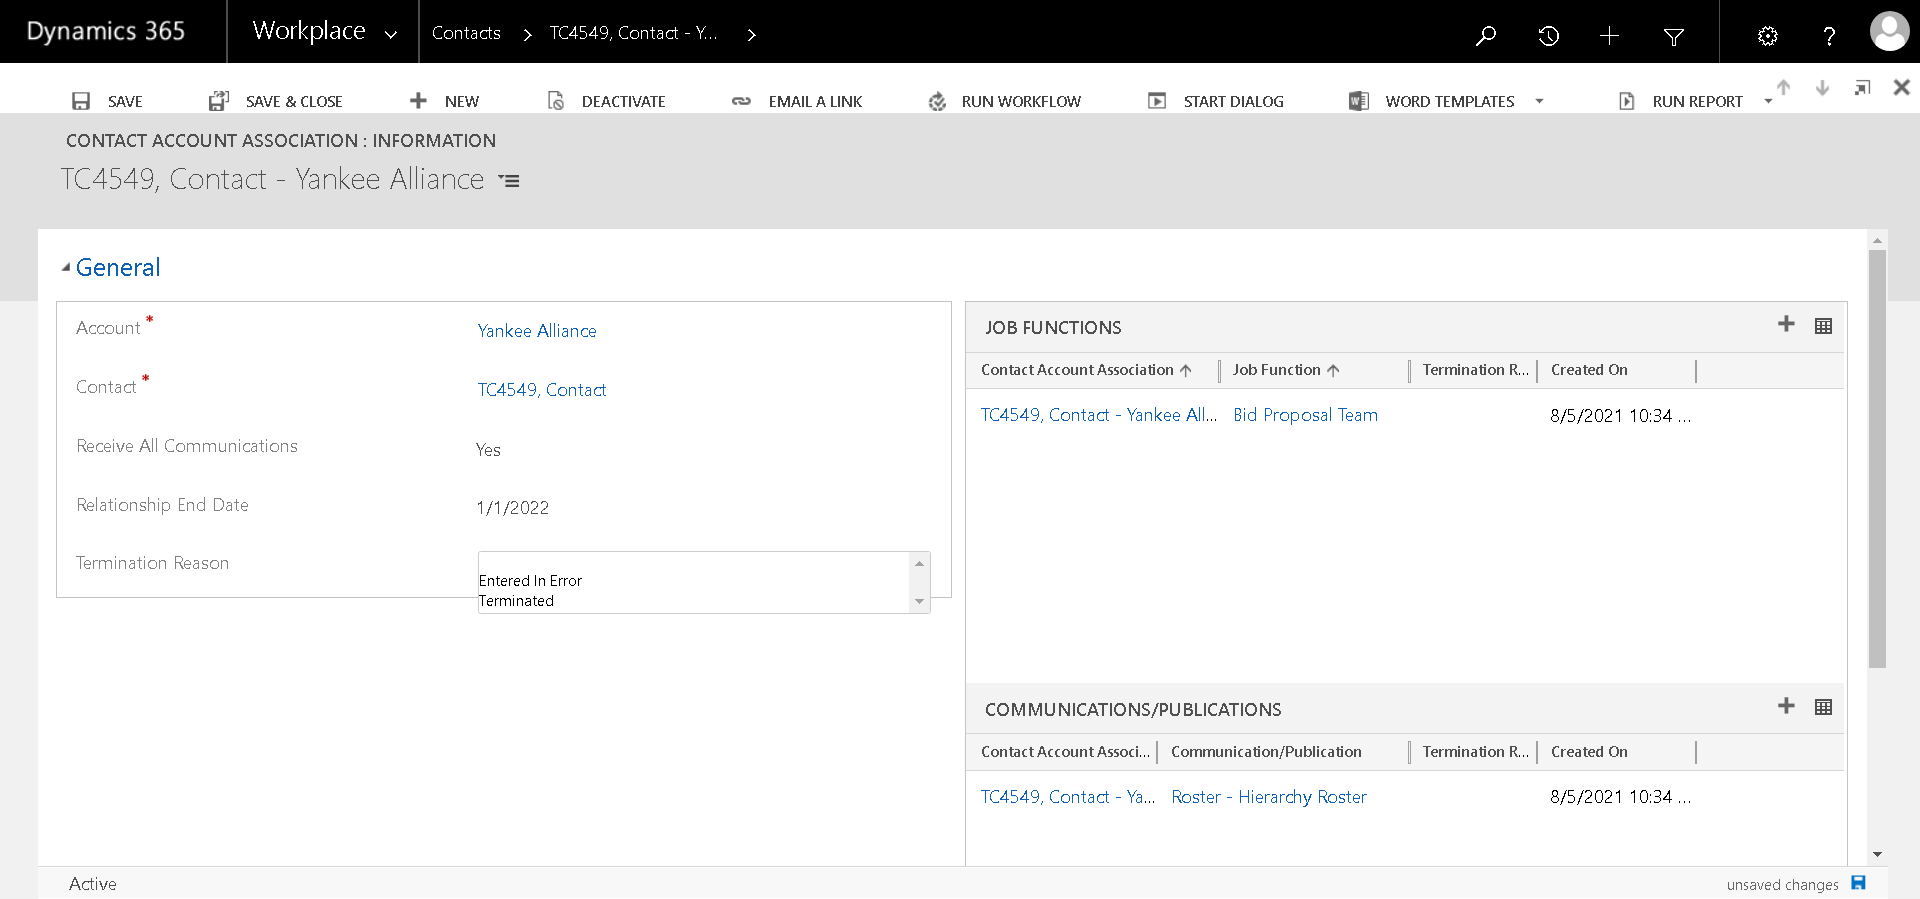 Dynamics 365
Workplace
Contacts
TC4549, Contact - Y...
SAVE
SAVE & CLOSE
NEW
DEACTIVATE
EMAIL A LINK
RUN WORKFLOW
START DIALOG
WORD TEMPLATES
RUN REPORT
CONTACT ACCOUNT ASSOCIATION : INFORMATION
TC4549, Contact - Yankee Alliance
General
Account *
Yankee Alliance
Contact *
TC4549, Contact
Receive All Communications
Yes
Relationship End Date
1/1/2022
Termination Reason
Entered In Error
Terminated
JOB FUNCTIONS
Contact Account Association
Job Function
Termination R...
Created On
TC4549, Contact - Yankee All...
Bid Proposal Team
8/5/2021 10:34 ...
COMMUNICATIONS/PUBLICATIONS
Contact Account Associ...
Communication/Publication
Termination R...
Created On
TC4549, Contact - Ya...
Roster - Hierarchy Roster
8/5/2021 10:34 ...
Active
unsaved changes